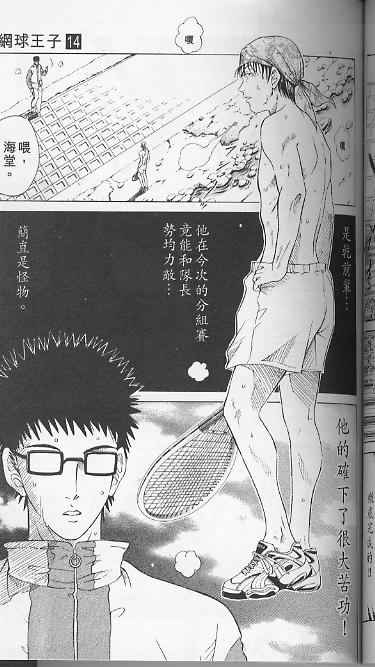 網球王子 14
嘎
嘎
喂，
海堂。
是乾前輩…
他在今次的分組賽
竟能和隊長
勢均力敵…
簡直是怪物。
他的確下了很大苦功！